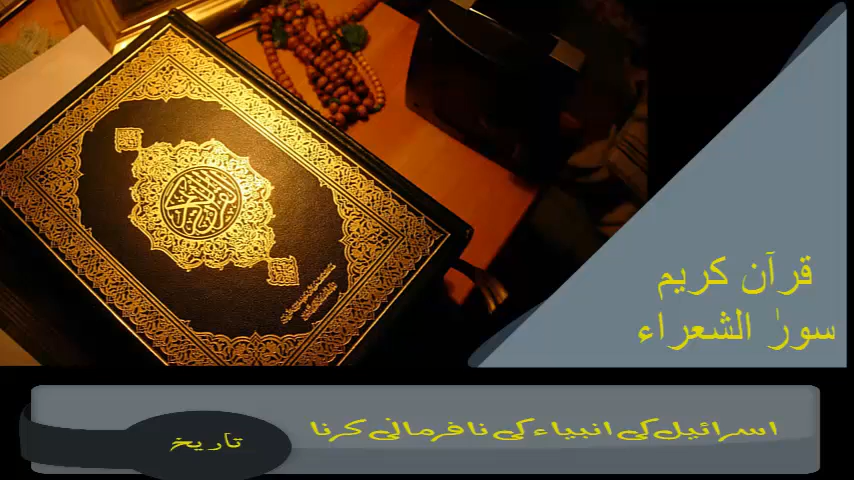 قرآن کریم
سورۃ الشعراء
اسرائیل کی انبیاء کی نافرمانی کرنا
تاریخ